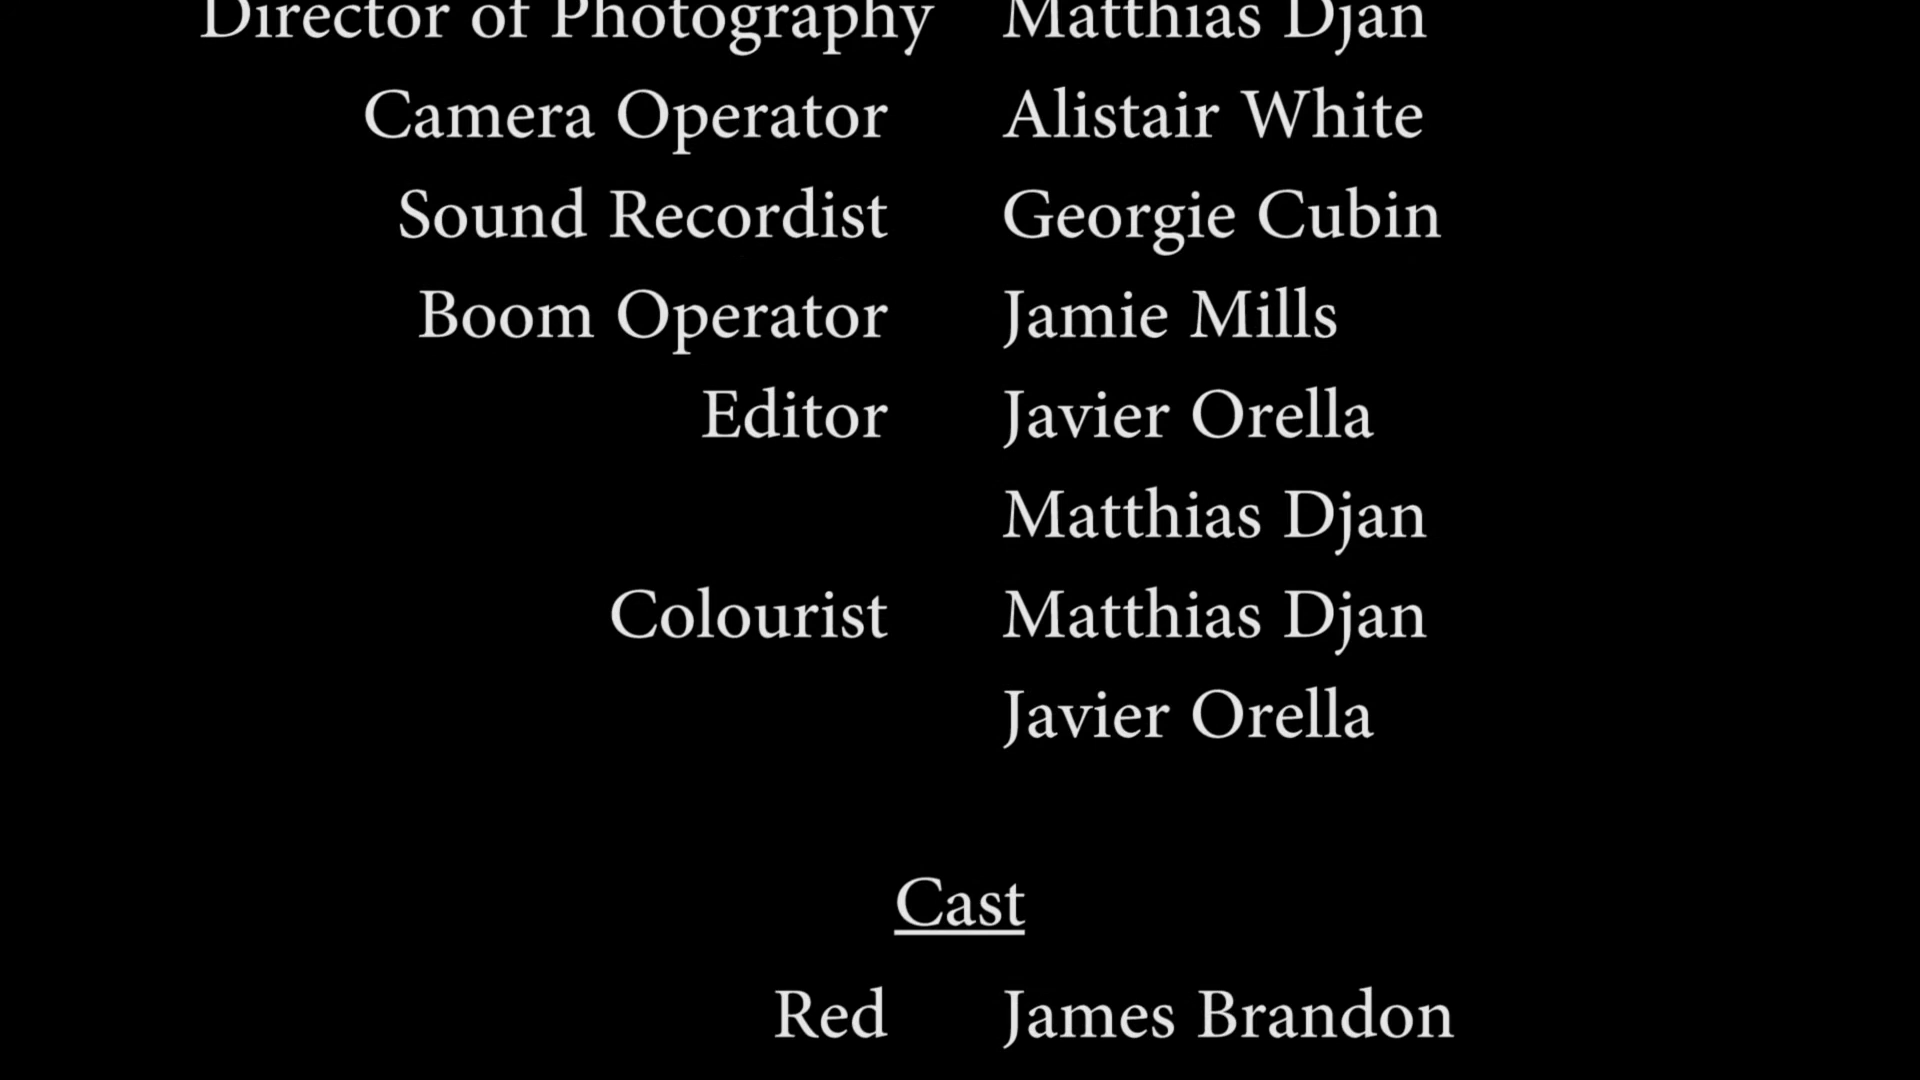 Director of Photography Matthias Djan
Camera Operator Alistair White
Sound Recordist Georgie Cubin
Boom Operator Jamie Mills
Editor Javier Orella
Matthias Djan
Colourist Matthias Djan
Javier Orella
Cast
Red James Brandon